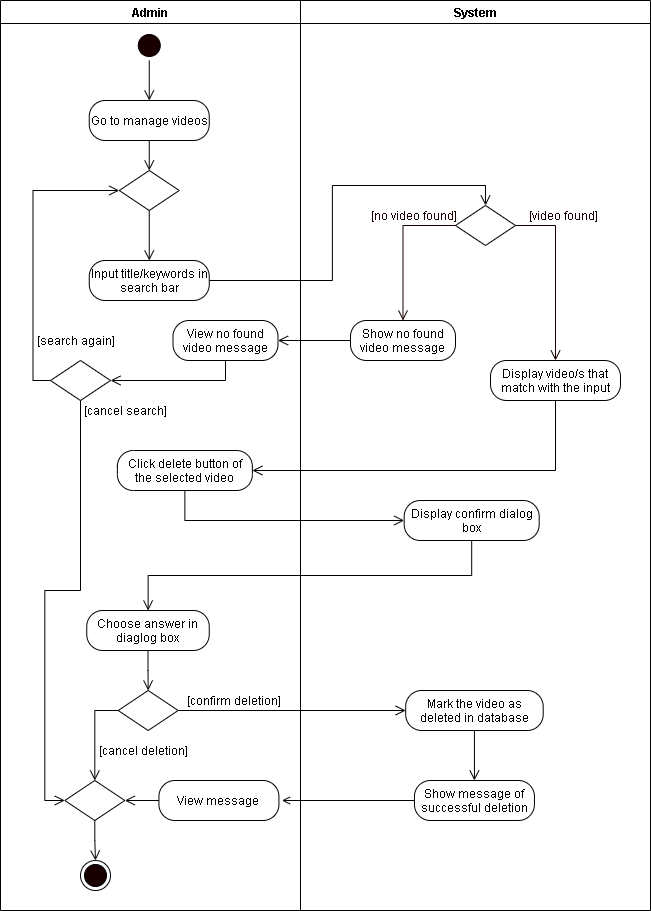 Admin
System
Go to manage videos
[no video found]
[video found]
Input title/keywords in
search bar
View no found
video message
Show no found
video message
[search again]
Display video/s that
match with the input
[cancel search]
Click delete button of
the selected video
Display confirm dialog
box
Choose answer in
diaglog box
[confirm deletion]
Mark the video as
deleted in database
[cancel deletion]
View message
Show message of
successful deletion